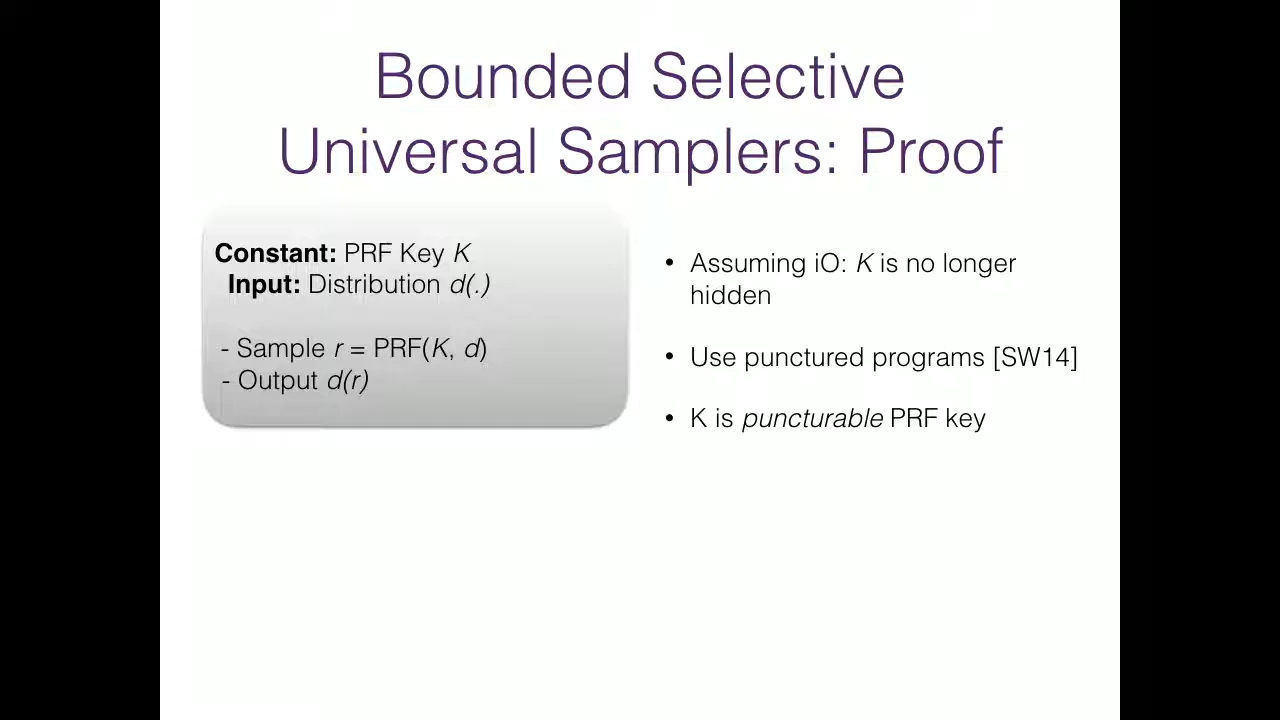 Bounded Selective
Universal Samplers: Proof
Constant: PRF Key K
Input: Distribution d(.)
- Sample r = PRF(K, d)
- Output d(r)
• Assuming iO: K is no longer
hidden
• Use punctured programs [SW14]
• K is puncturable PRF key